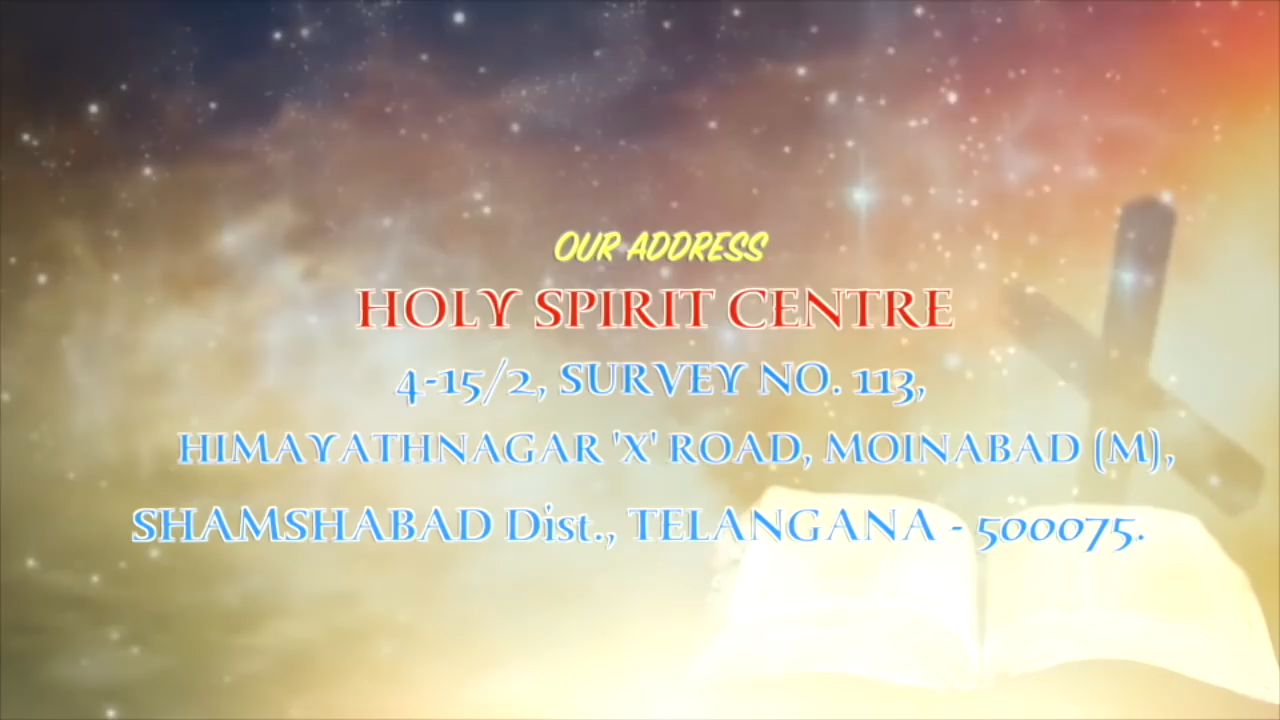 OUR ADDRESS
HOLY SPIRIT CENTRE
4-15/2, SURVEY NO. 113,
HIMAYATHNAGAR 'X' ROAD, MOINABAD (M),
SHAMSHABAD Dist., TELANGANA - 500075.